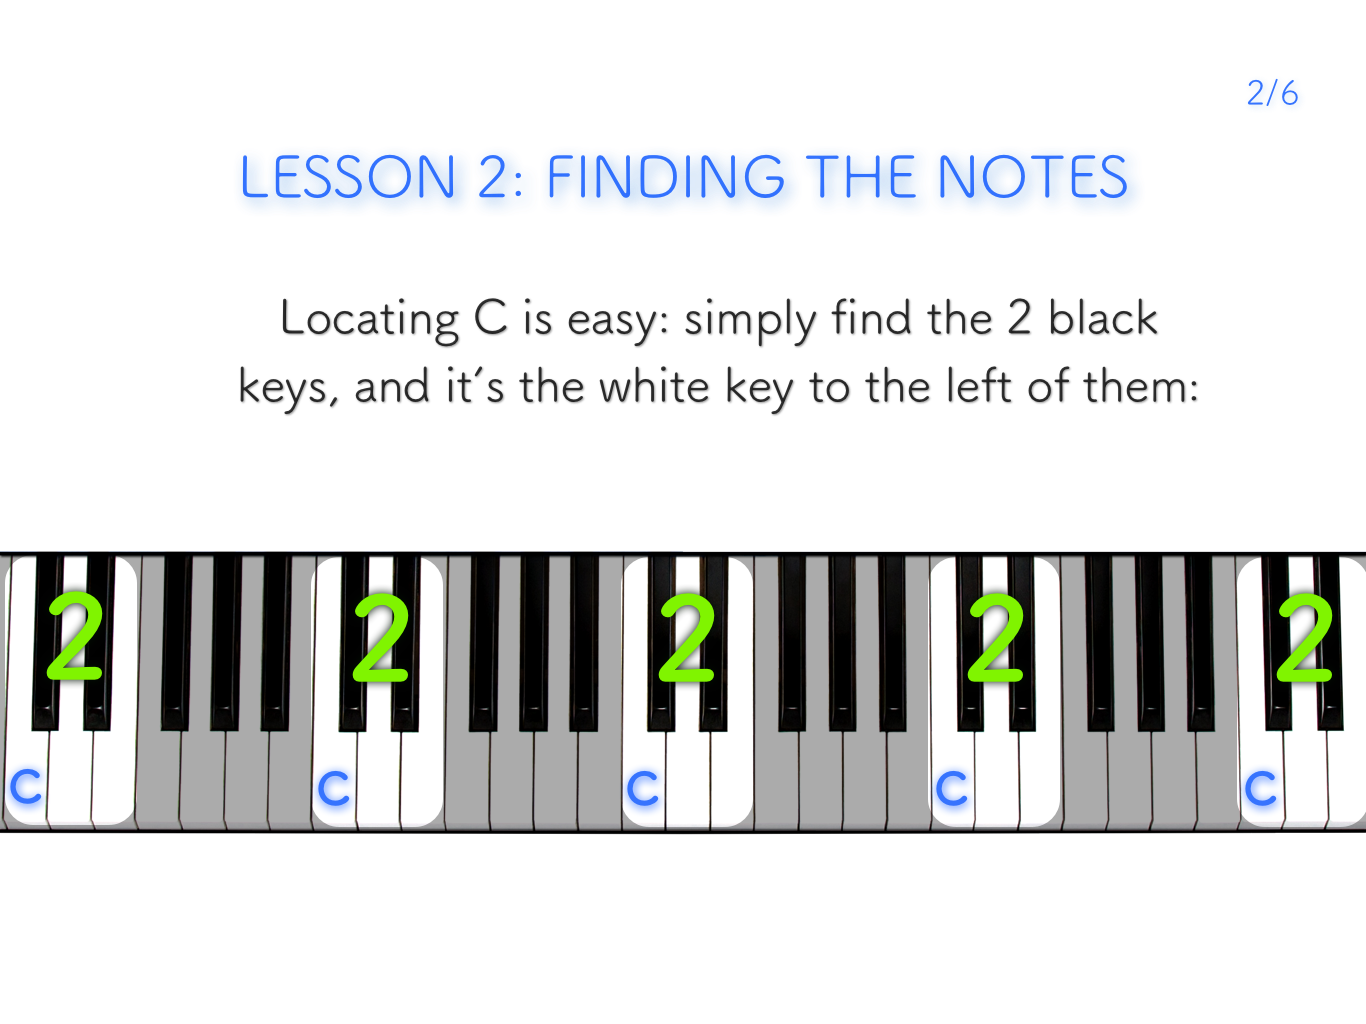 2/6
LESSON 2: FINDING THE NOTES
Locating C is easy: simply find the 2 black
keys, and it's the white key to the left of them:
2 2 2 2 2
C C C C C